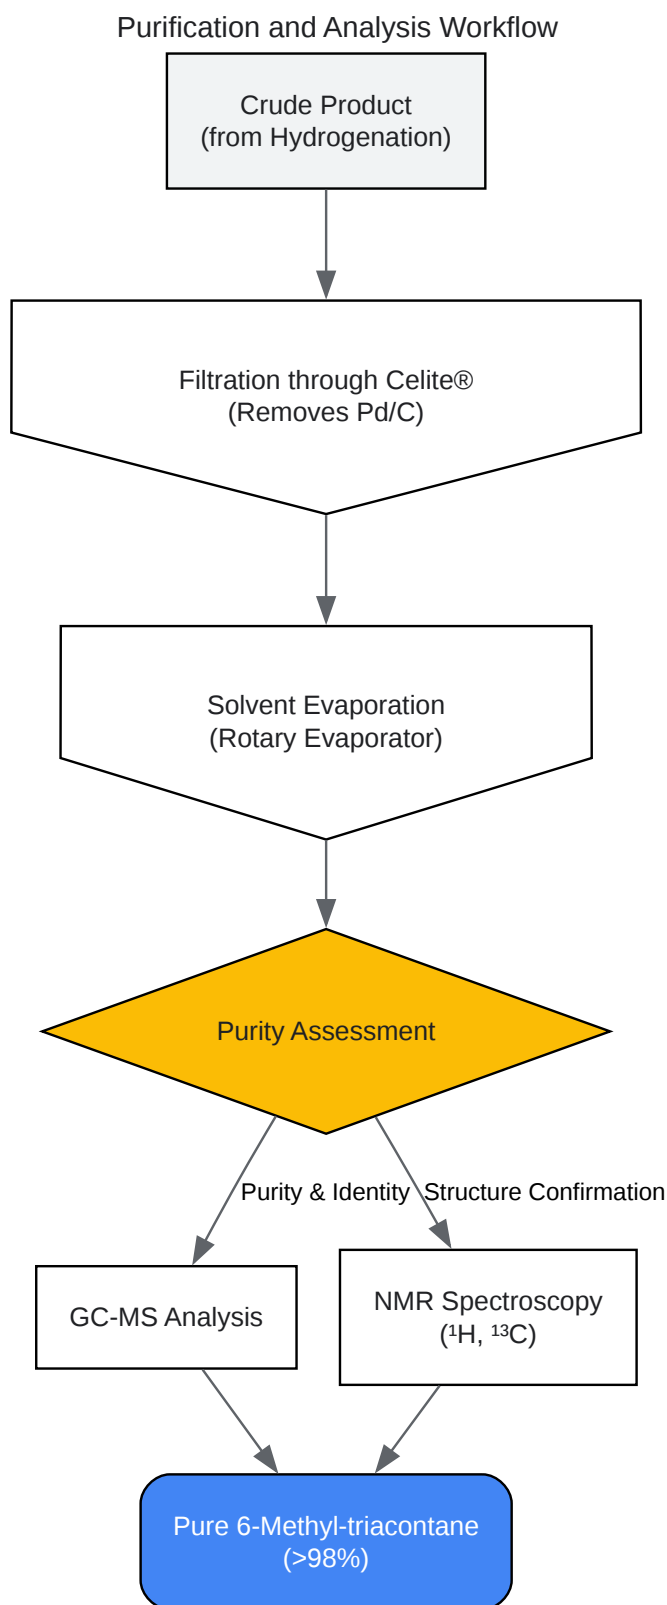 Purification and Analysis Workflow
Crude Product
(from Hydrogenation)
Filtration through Celite®
(Removes Pd/C)
Solvent Evaporation
(Rotary Evaporator)
Purity Assessment
Purity & Identity
Structure Confirmation
GC-MS Analysis
NMR Spectroscopy
(¹H, ¹³C)
Pure 6-Methyl-triacontane
(>98%)